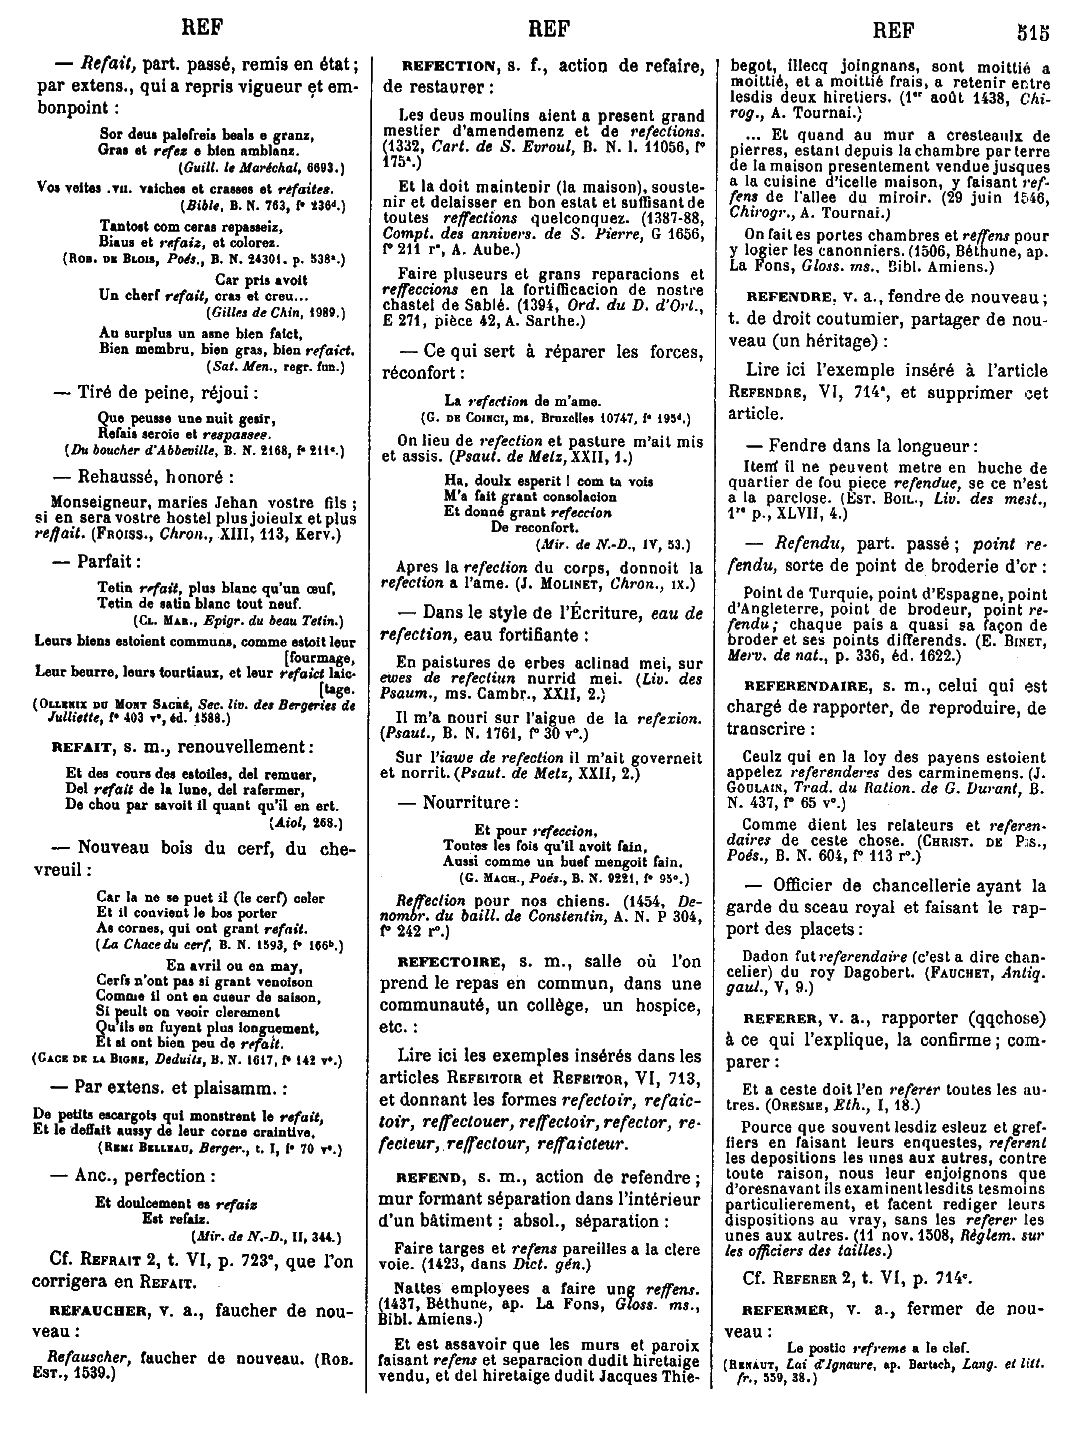 REF
REF
REF
515
— Refait, part. passé, remis en état ;
par extens., qui a repris vigueur et em-
bonpoint :
Sor deus palefreis beals e granz,
Gras et refez e bien amblanz.
(Guill. le Maréchal, 6693.)
Vos veites .vii. vaiches et crasses et refaites.
(Bible, B. N. 763, f° 236d.)
Tantost com ceras repasseiz,
Biaus et refaiz, et colorez.
(Rob. de Blois, Poés., B. N. 24301. p. 538a.)
Car pris avoit
Un cherf refait, cras et creu...
(Gilles de Chin, 1989.)
Au surplus un asne bien faict,
Bien membru, bien gras, bien refaict.
(Sat. Men., regr. fun.)
— Tiré de peine, réjoui :
Que peusse une nuit gesir,
Refais seroie et respassee.
(Du boucher d'Abbeville, B. N. 2168, f° 211c.)
— Rehaussé, honoré :
Monseigneur, maries Jehan vostre fils ;
si en sera vostre hostel plus joieulx et plus
reffait. (Froiss., Chron., XIII, 113, Kerv.)
— Parfait :
Tetin refait, plus blanc qu'un œuf,
Tetin de satin blanc tout neuf.
(Cl. Mar., Epigr. du beau Tetin.)
Leurs biens estoient communs, comme estoit leur
[fourmage,
Leur beurre, leurs tourtiaux, et leur refaict laic-
[tage.
(Ollenix du Mont Sacré, Sec. liv. des Bergeries de
Julliette, f° 403 v°, éd. 1588.)
REFAIT, s. m., renouvellement :
Et des cours des estoiles, del remuer,
Del refait de la lune, del rafermer,
De chou par savoit il quant qu'il en ert.
(Aiol, 268.)
— Nouveau bois du cerf, du che-
vreuil :
Car la ne se puet il (le cerf) celer
Et il convient le bos porter
As cornes, qui ont grant refait.
(La Chace du cerf, B. N. 1593, f° 166b.)
En avril ou en may,
Cerfs n'ont pas si grant venoison
Comme il ont en cueur de saison,
Si peult on veoir clerement
Qu'ils en fuyent plus longuement,
Et si ont bien peu de refait.
(Gace de la Bigne, Deduits, B. N. 1617, f° 142 v°.)
— Par extens. et plaisamm. :
De petits escargots qui monstrent le refait,
Et le deffait aussy de leur corne craintive.
(Remi Belleau, Berger., t. I, f° 70 v°.)
— Anc., perfection :
Et doulcement es refaiz
Est refaiz.
(Mir. de N.-D., II, 344.)
Cf. Refrait 2, t. VI, p. 723c, que l'on
corrigera en Refait.
REFAUCHER, v. a., faucher de nou-
veau :
Refauscher, faucher de nouveau. (Rob.
Est., 1539.)
REFECTION, s. f., action de refaire,
de restaurer :
Les deus moulins aient a present grand
mestier d'amendemenz et de refections.
(1332, Cart. de S. Evroul, B. N. l. 11056, f°
175a.)
Et la doit maintenir (la maison), souste-
nir et delaisser en bon estat et suffisant de
toutes reffections quelconquez. (1387-88,
Compt. des annivers. de S. Pierre, G 1656,
f° 211 r°, A. Aube.)
Faire pluseurs et grans reparacions et
reffeccions en la fortifficacion de nostre
chastel de Sablé. (1394, Ord. du D. d'Orl.,
E 271, pièce 42, A. Sarthe.)
— Ce qui sert à réparer les forces,
réconfort :
La refection de m'ame.
(G. de Coinci, ms. Bruxelles 10747, f° 195d.)
On lieu de refection et pasture m'ait mis
et assis. (Psaut. de Metz, XXII, 1.)
Ha, doulx esperit ! com ta vois
M'a fait grant consolacion
Et donné grant refeccion
De reconfort.
(Mir. de N.-D., IV, 53.)
Apres la refection du corps, donnoit la
refection a l'ame. (J. Molinet, Chron., ix.)
— Dans le style de l'Écriture, eau de
refection, eau fortifiante :
En paistures de erbes aclinad mei, sur
ewes de refectiun nurrid mei. (Liv. des
Psaum., ms. Cambr., XXII, 2.)
Il m'a nouri sur l'aigue de la refexion.
(Psaut., B. N. 1761, f° 30 v°.)
Sur l'iawe de refection il m'ait governeit
et norrit. (Psaut. de Metz, XXII, 2.)
— Nourriture :
Et pour refeccion,
Toutes les fois qu'il avoit fain,
Aussi comme un buef mengoit fain.
(G. Mach., Poés., B. N. 9221, f° 95c.)
Reffection pour nos chiens. (1454, De-
nombr. du baill. de Constentin, A. N. P 304,
f° 242 r°.)
REFECTOIRE, s. m., salle où l'on
prend le repas en commun, dans une
communauté, un collège, un hospice,
etc. :
Lire ici les exemples insérés dans les
articles Refeitoir et Refeitor, VI, 713,
et donnant les formes refectoir, refaic-
toir, reffectouer, reffectoir, refector, re-
fecteur, reffectour, reffaicteur.
REFEND, s. m., action de refendre ;
mur formant séparation dans l'intérieur
d'un bâtiment ; absol., séparation :
Faire targes et refens pareilles a la clere
voie. (1423, dans Dict. gén.)
Nattes employees a faire ung reffens.
(1437, Béthune, ap. La Fons, Gloss. ms.,
Bibl. Amiens.)
Et est assavoir que les murs et paroix
faisant refens et separacion dudit hiretaige
vendu, et del hiretaige dudit Jacques Thie-
begot, illecq joingnans, sont moittié a
moittié, et a moittié frais, a retenir entre
lesdis deux hiretiers. (1er août 1438, Chi-
rog., A. Tournai.)
... Et quand au mur a cresteaulx de
pierres, estant depuis la chambre par terre
de la maison presentement vendue jusques
a la cuisine d'icelle maison, y faisant ref-
fens de l'allee du miroir. (29 juin 1546,
Chirogr., A. Tournai.)
On fait es portes chambres et reffens pour
y logier les canonniers. (1506, Béthune, ap.
La Fons, Gloss. ms., Bibl. Amiens.)
REFENDRE, v. a., fendre de nouveau ;
t. de droit coutumier, partager de nou-
veau (un héritage) :
Lire ici l'exemple inséré à l'article
Refendre, VI, 714a, et supprimer cet
article.
— Fendre dans la longueur :
Item il ne peuvent metre en huche de
quartier de fou piece refendue, se ce n'est
a la parclose. (Est. Boil., Liv. des mest.,
1re p., XLVII, 4.)
— Refendu, part. passé ; point re-
fendu, sorte de point de broderie d'or :
Point de Turquie, point d'Espagne, point
d'Angleterre, point de brodeur, point re-
fendu ; chaque pais a quasi sa façon de
broder et ses points differends. (E. Binet,
Merv. de nat., p. 336, éd. 1622.)
REFERENDAIRE, s. m., celui qui est
chargé de rapporter, de reproduire, de
transcrire :
Ceulz qui en la loy des payens estoient
appelez referenderes des carminemens. (J.
Goulain, Trad. du Ration. de G. Durant, B.
N. 437, f° 65 v°.)
Comme dient les relateurs et referen-
daires de ceste chose. (Christ. de Pis.,
Poés., B. N. 604, f° 113 r°.)
— Officier de chancellerie ayant la
garde du sceau royal et faisant le rap-
port des placets :
Dadon fut referendaire (c'est a dire chan-
celier) du roy Dagobert. (Fauchet, Antiq.
gaul., V, 9.)
REFERER, v. a., rapporter (qqchose)
à ce qui l'explique, la confirme ; com-
parer :
Et a ceste doit l'en referer toutes les au-
tres. (Oresme, Eth., I, 18.)
Pource que souvent lesdiz esleuz et gref-
fiers en faisant leurs enquestes, referent
les depositions les unes aux autres, contre
toute raison, nous leur enjoignons que
d'oresnavant ils examinent lesdits tesmoins
particulierement, et facent rediger leurs
dispositions au vray, sans les referer les
unes aux autres. (11 nov. 1508, Réglem. sur
les officiers des tailles.)
Cf. Referer 2, t. VI, p. 714c.
REFERMER, v. a., fermer de nou-
veau :
Le postic refreme a le clef.
(Renaut, Lai d'Ignaure, ap. Bartsch, Lang. et litt.
fr., 559, 38.)